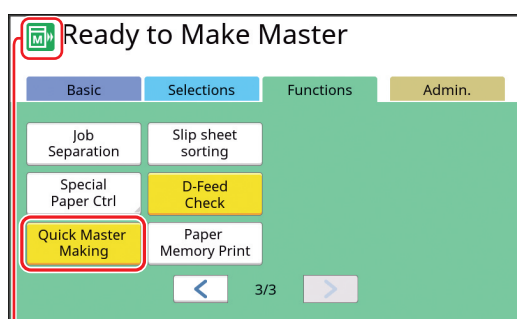 M
Ready to Make Master
Basic
Selections
Functions
Admin.
Job
Separation
Slip sheet
sorting
Special
Paper Ctrl
D-Feed
Check
Quick Master
Making
Paper
Memory Print
3/3